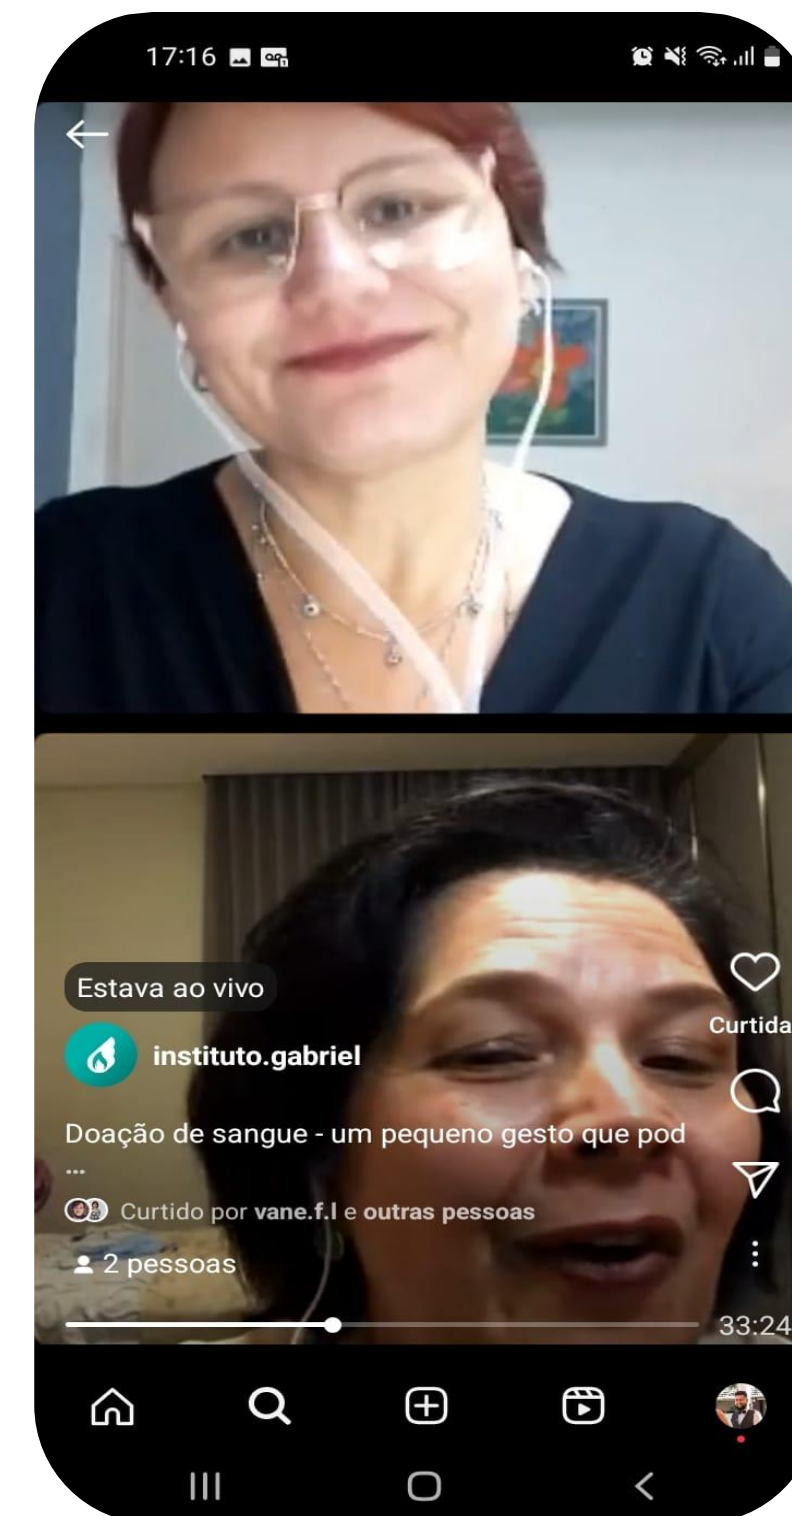 17:16
Estava ao vivo
instituto.gabriel
Doação de sangue - um pequeno gesto que pod
...
Curtido por vane.f.l e outras pessoas
2 pessoas
Curtida
33:24